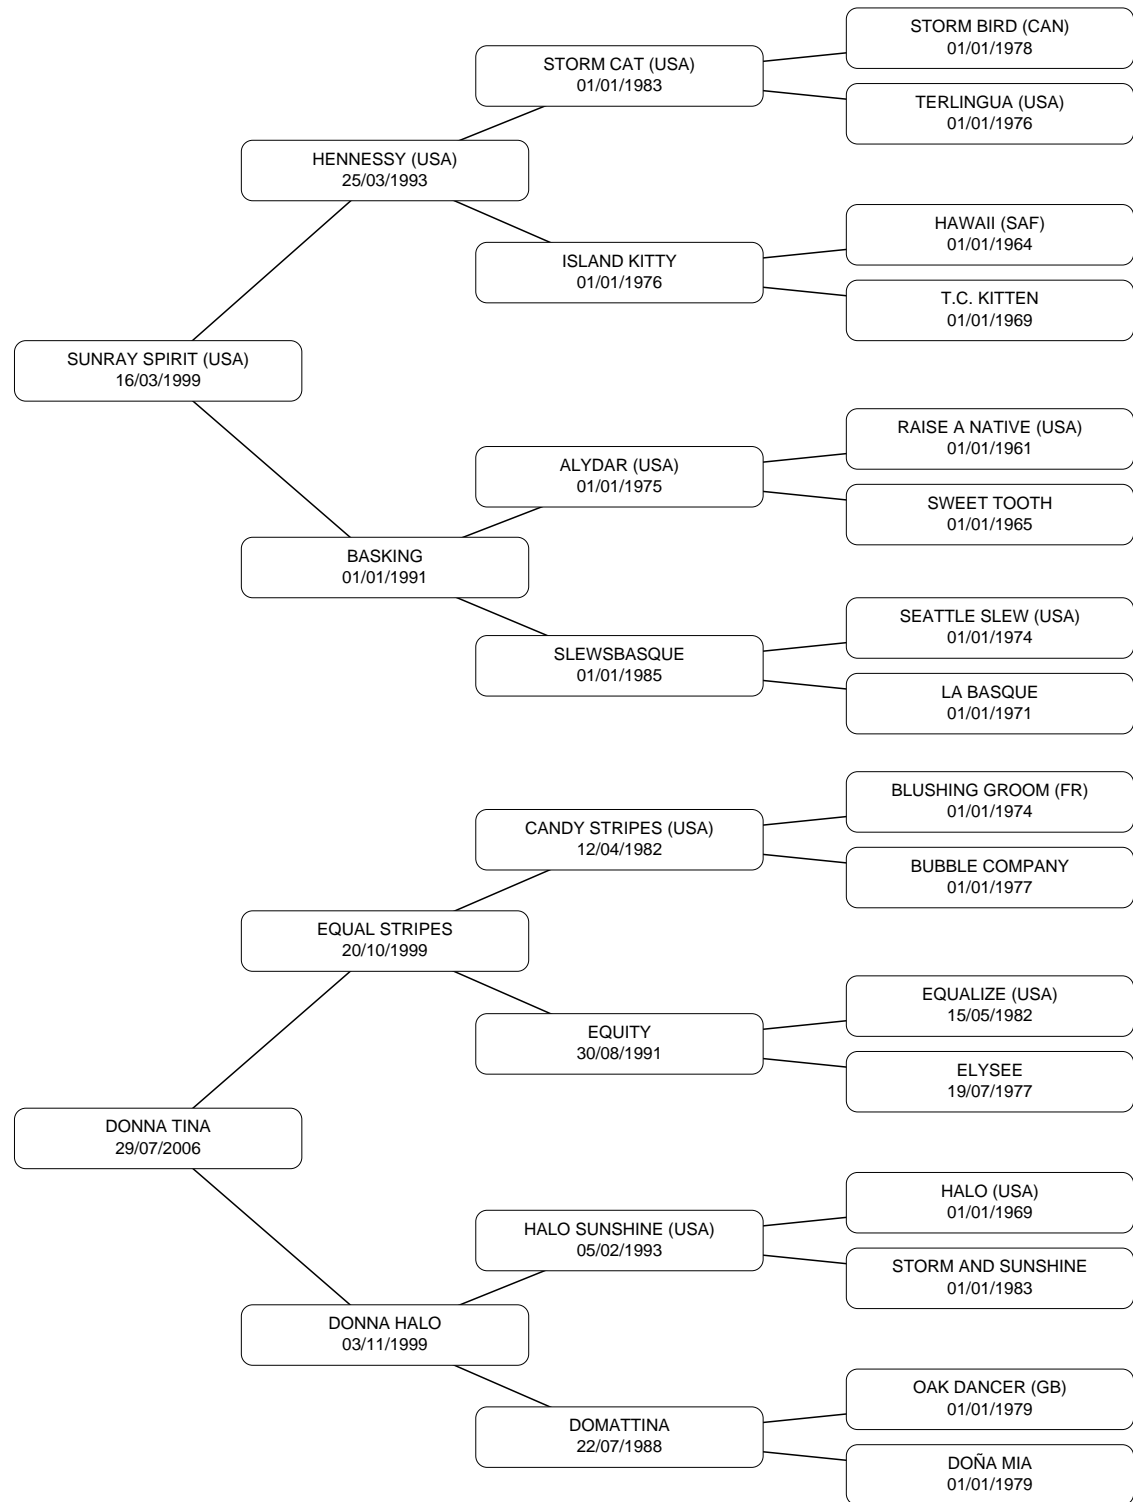 STORM BIRD (CAN)
01/01/1978
STORM CAT (USA)
01/01/1983
TERLINGUA (USA)
01/01/1976
HENNESSY (USA)
25/03/1993
HAWAII (SAF)
01/01/1964
ISLAND KITTY
01/01/1976
T.C. KITTEN
01/01/1969
SUNRAY SPIRIT (USA)
16/03/1999
RAISE A NATIVE (USA)
01/01/1961
ALYDAR (USA)
01/01/1975
SWEET TOOTH
01/01/1965
BASKING
01/01/1991
SEATTLE SLEW (USA)
01/01/1974
SLEWSBASQUE
01/01/1985
LA BASQUE
01/01/1971
BLUSHING GROOM (FR)
01/01/1974
CANDY STRIPES (USA)
12/04/1982
BUBBLE COMPANY
01/01/1977
EQUAL STRIPES
20/10/1999
EQUALIZE (USA)
15/05/1982
EQUITY
30/08/1991
ELYSEE
19/07/1977
DONNA TINA
29/07/2006
HALO (USA)
01/01/1969
HALO SUNSHINE (USA)
05/02/1993
STORM AND SUNSHINE
01/01/1983
DONNA HALO
03/11/1999
OAK DANCER (GB)
01/01/1979
DOMATTINA
22/07/1988
DOÑA MIA
01/01/1979